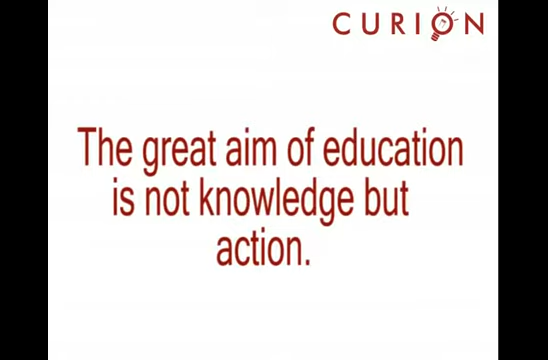 CURION
The great aim of education
is not knowledge but
action.